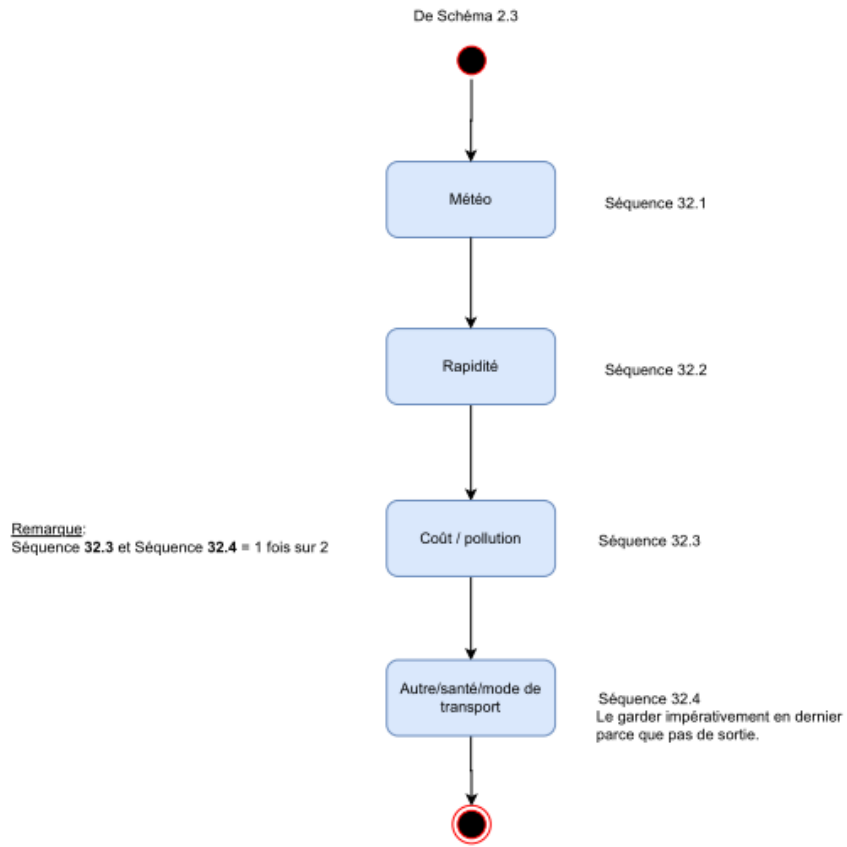 De Schéma 2.3
Météo
Séquence 32.1
Rapidité
Séquence 32.2
Remarque:
Séquence 32.3 et Séquence 32.4 = 1 fois sur 2
Coût / pollution
Séquence 32.3
Autre/santé/mode de
transport
Séquence 32.4
Le garder impérativement en dernier
parce que pas de sortie.